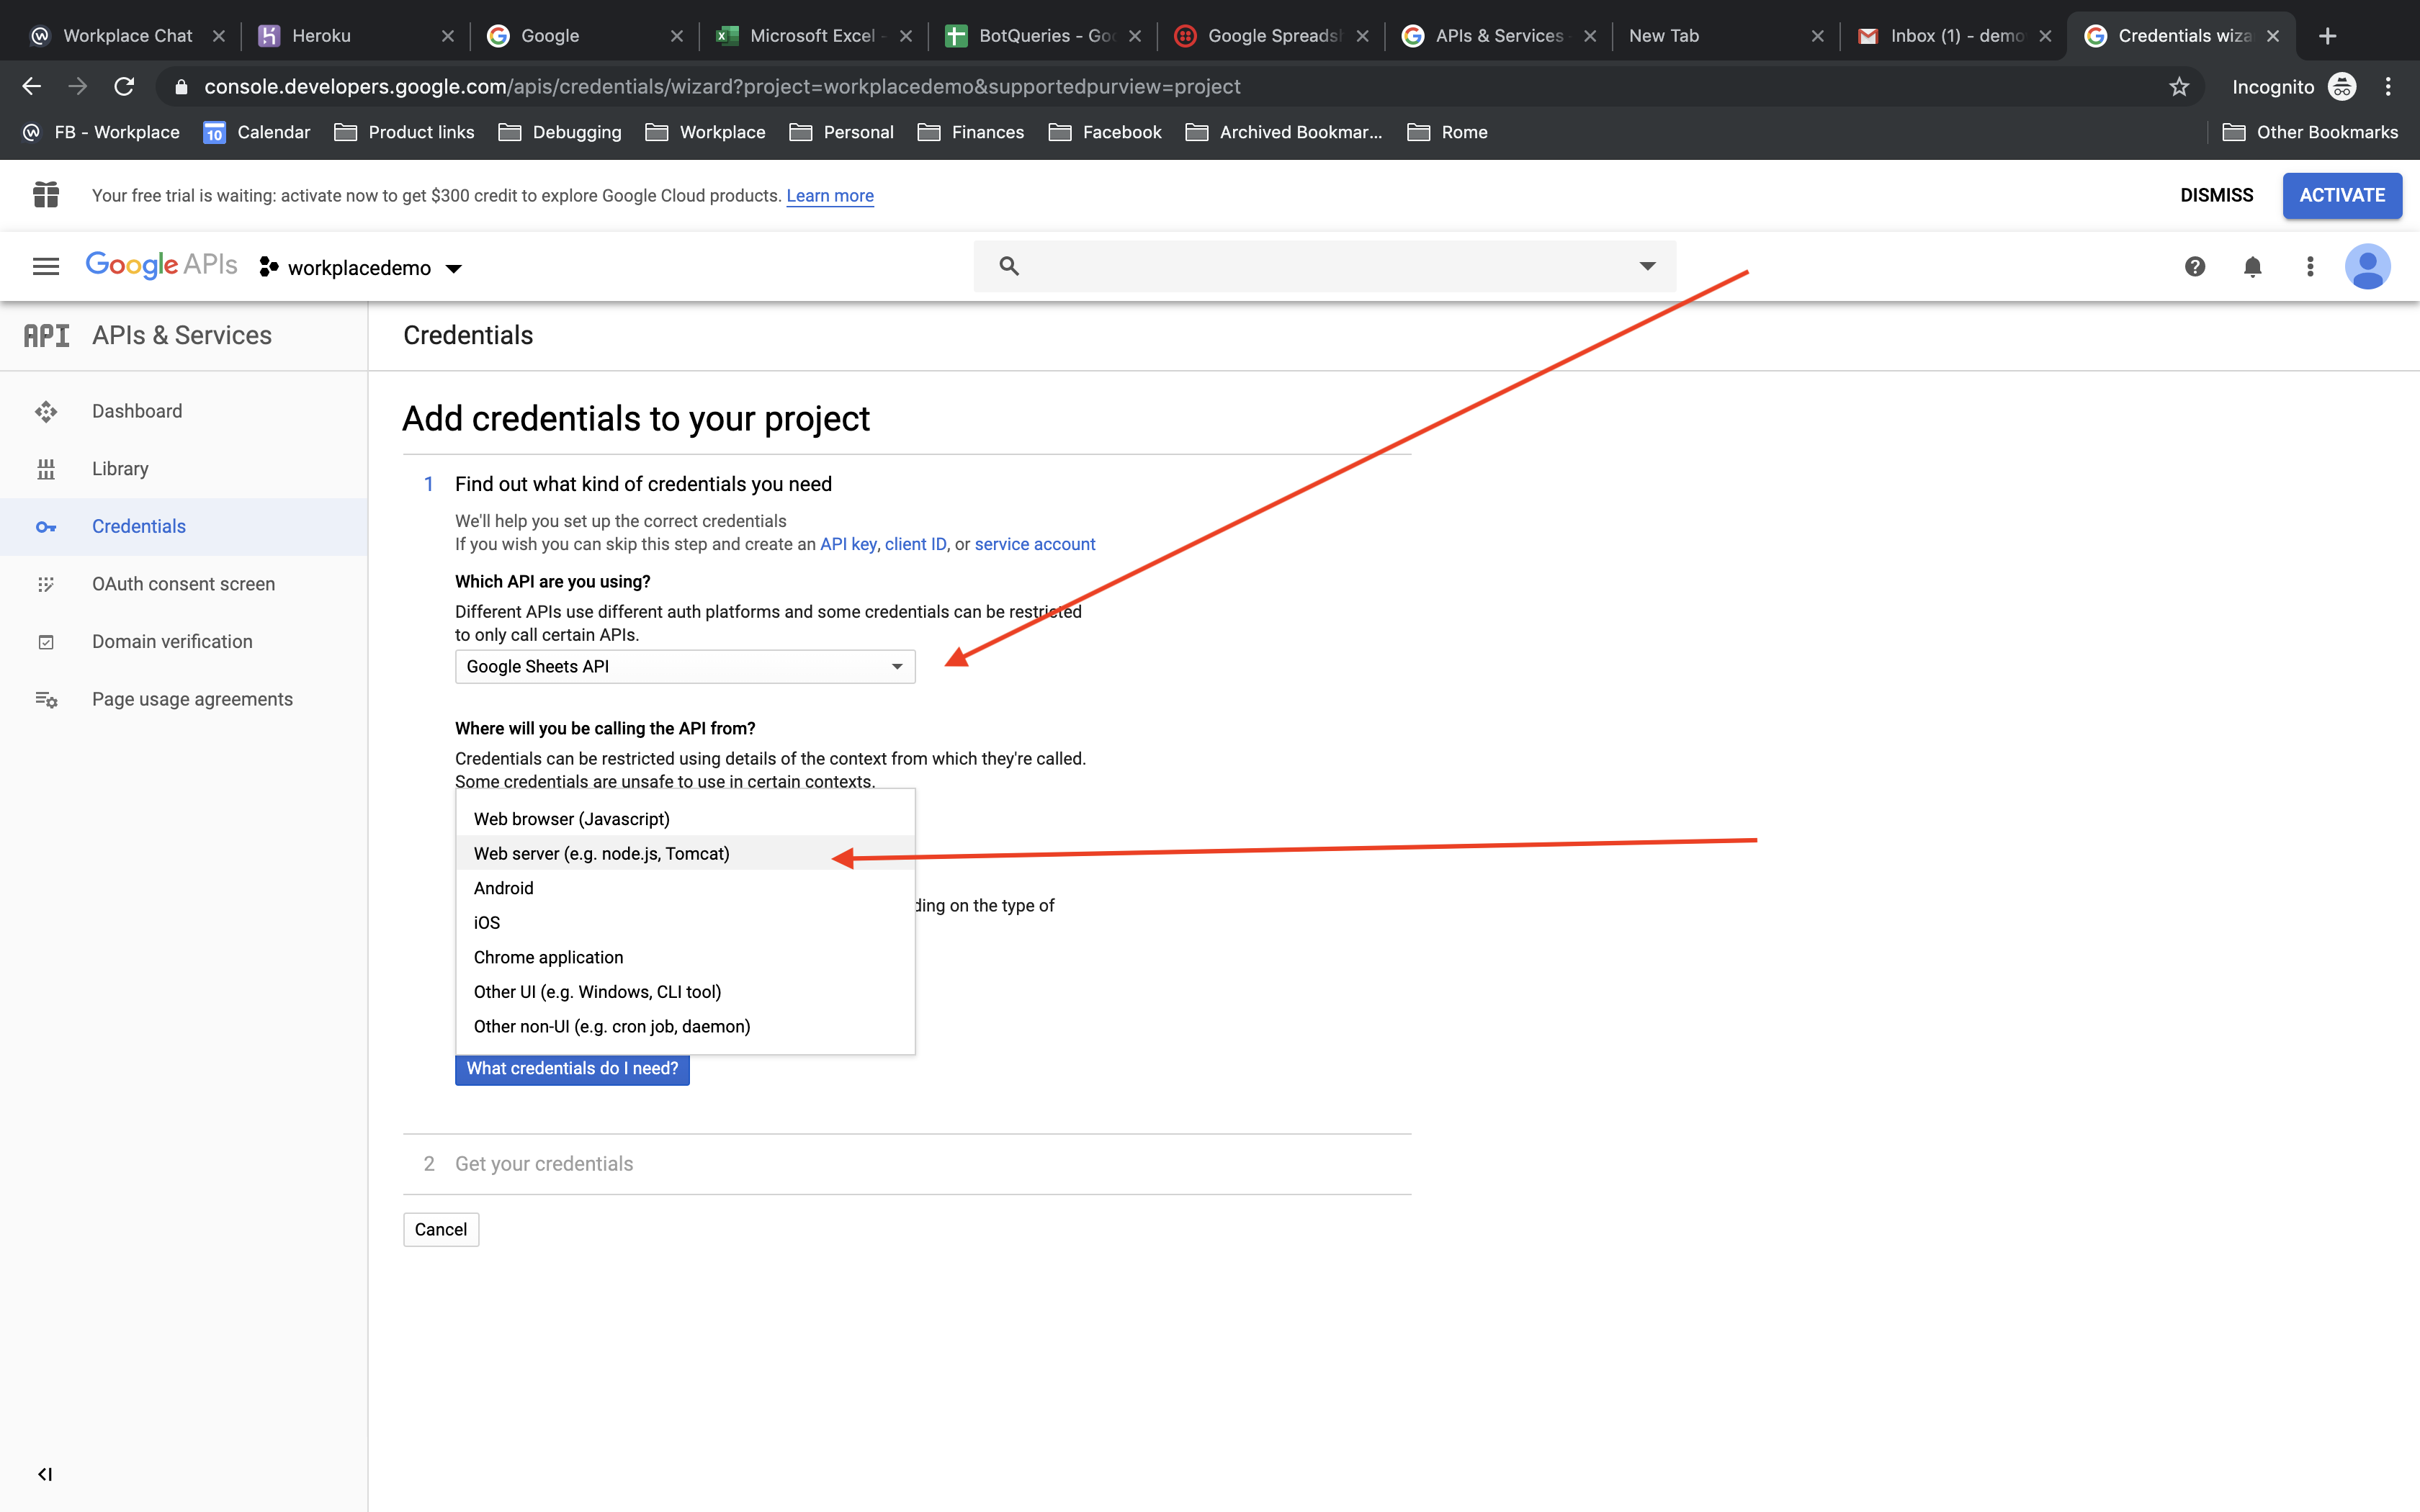 Workplace Chat
Heroku
Google
Microsoft Excel -
BotQueries - Goo
Google Spreadsh
APIs & Services
New Tab
Inbox (1) - demo
Credentials wiza
console.developers.google.com/apis/credentials/wizard?project=workplacedemo&supportedpurview=project
Incognito
FB - Workplace
10
Calendar
Product links
Debugging
Workplace
Personal
Finances
Facebook
Archived Bookmar...
Rome
Other Bookmarks
Your free trial is waiting: activate now to get $300 credit to explore Google Cloud products. Learn more
DISMISS
ACTIVATE
Google APIs
workplacedemo
API APIs & Services
Credentials
Dashboard
Library
Credentials
OAuth consent screen
Domain verification
Page usage agreements
Add credentials to your project
1 Find out what kind of credentials you need
We'll help you set up the correct credentials
If you wish you can skip this step and create an API key, client ID, or service account
Which API are you using?
Different APIs use different auth platforms and some credentials can be restricted
to only call certain APIs.
Google Sheets API
Where will you be calling the API from?
Credentials can be restricted using details of the context from which they're called.
Some credentials are unsafe to use in certain contexts.
Web browser (Javascript)
Web server (e.g. node.js, Tomcat)
Android
ding on the type of
iOS
Chrome application
Other UI (e.g. Windows, CLI tool)
Other non-UI (e.g. cron job, daemon)
What credentials do I need?
2 Get your credentials
Cancel